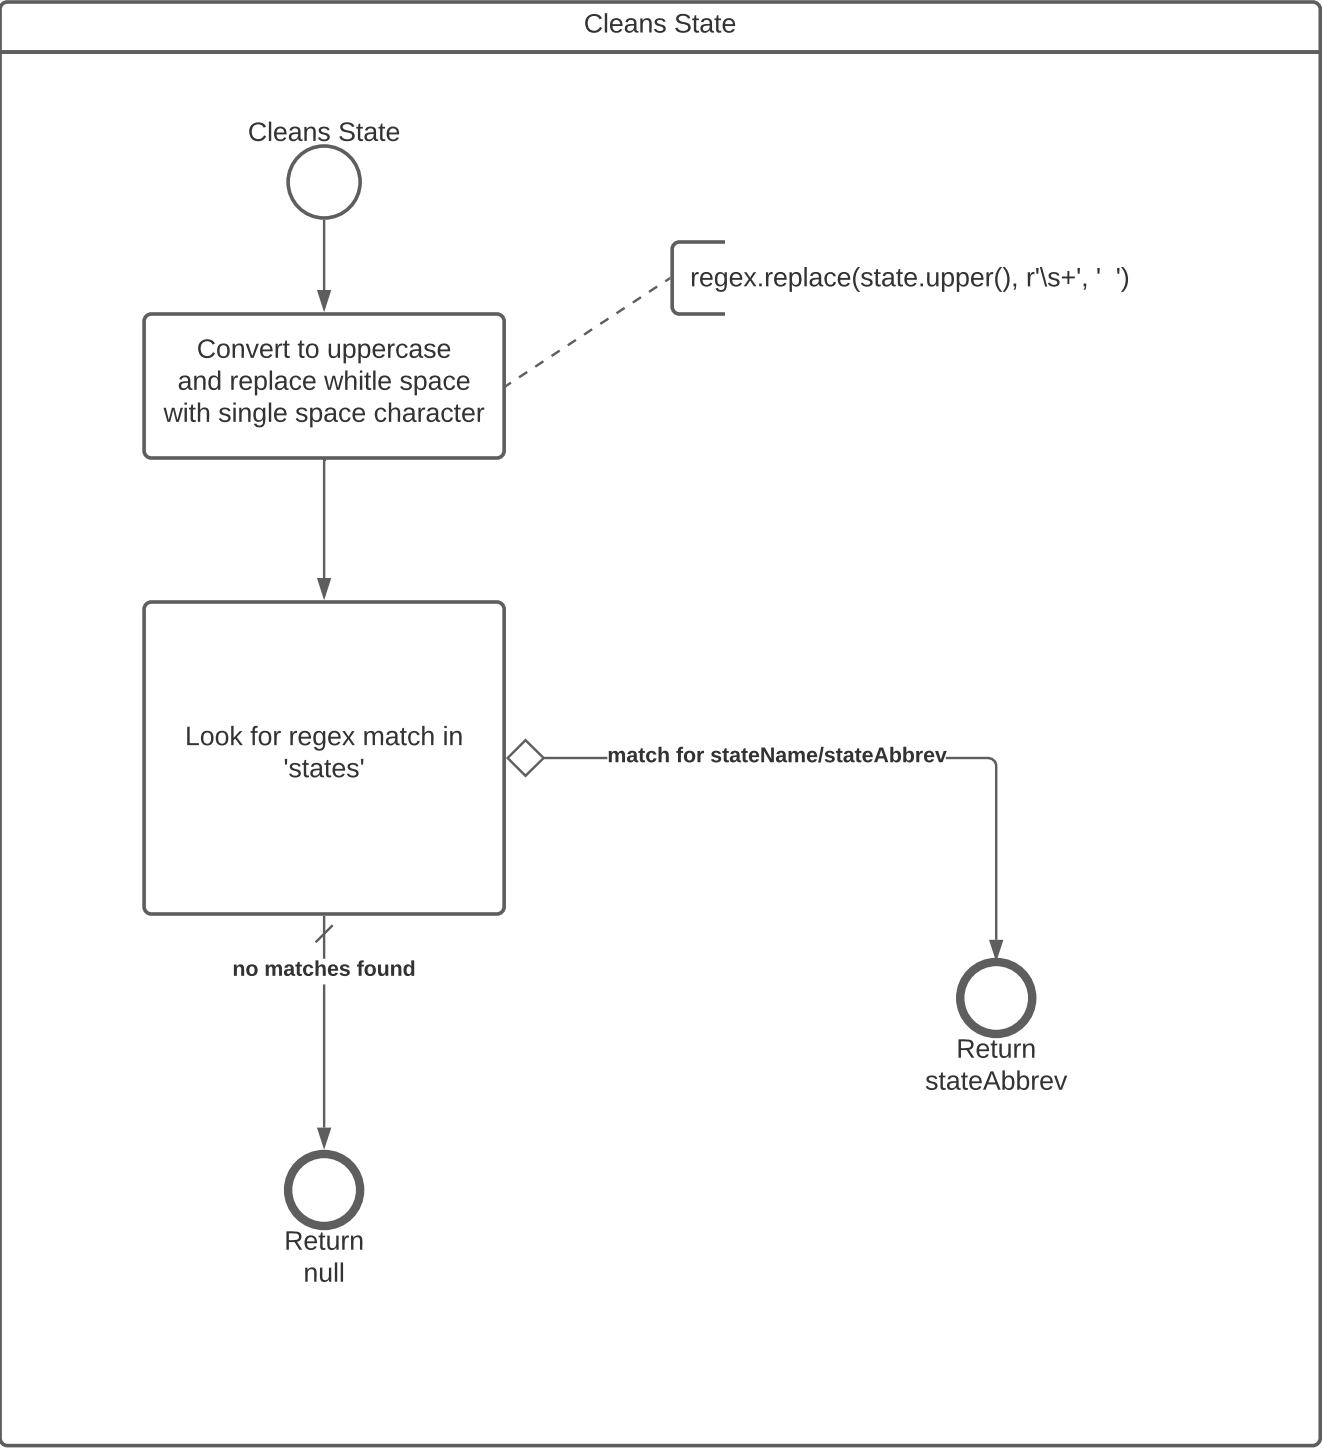 Cleans State
Cleans State
regex.replace(state.upper(), r'\s+', '  ')
Convert to uppercase
and replace whitle space
with single space character
Look for regex match in
'states'
match for stateName/stateAbbrev
no matches found
Return
stateAbbrev
Return
null